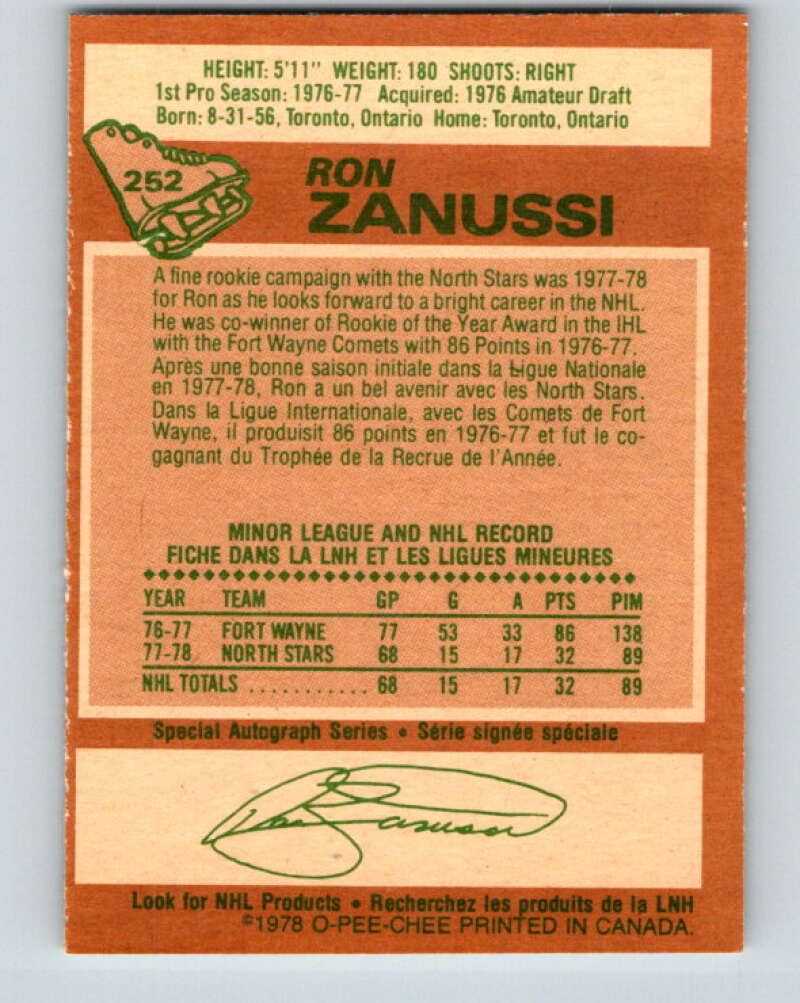 HEIGHT: 5'11" WEIGHT: 180 SHOOTS: RIGHT
1st Pro Season: 1976-77 Acquired: 1976 Amateur Draft
Born: 8-31-56, Toronto, Ontario Home: Toronto, Ontario
252
RON
ZANUSSI
A fine rookie campaign with the North Stars was 1977-78
for Ron as he looks forward to a bright career in the NHL.
He was co-winner of Rookie of the Year Award in the IHL
with the Fort Wayne Comets with 86 Points in 1976-77.
Après une bonne saison initiale dans la Ligue Nationale
en 1977-78, Ron a un bel avenir avec les North Stars.
Dans la Ligue Internationale, avec les Comets de Fort
Wayne, il produisit 86 points en 1976-77 et fut le co-
gagnant du Trophée de la Recrue de l'Année.
MINOR LEAGUE AND NHL RECORD
FICHE DANS LA LNH ET LES LIGUES MINEURES
YEAR TEAM GP G A PTS PIM
76-77 FORT WAYNE 77 53 33 86 138
77-78 NORTH STARS 68 15 17 32 89
NHL TOTALS ........... 68 15 17 32 89
Special Autograph Series • Série signée spéciale
Ron Zanussi
Look for NHL Products • Recherchez les produits de la LNH
©1978 O-PEE-CHEE PRINTED IN CANADA.